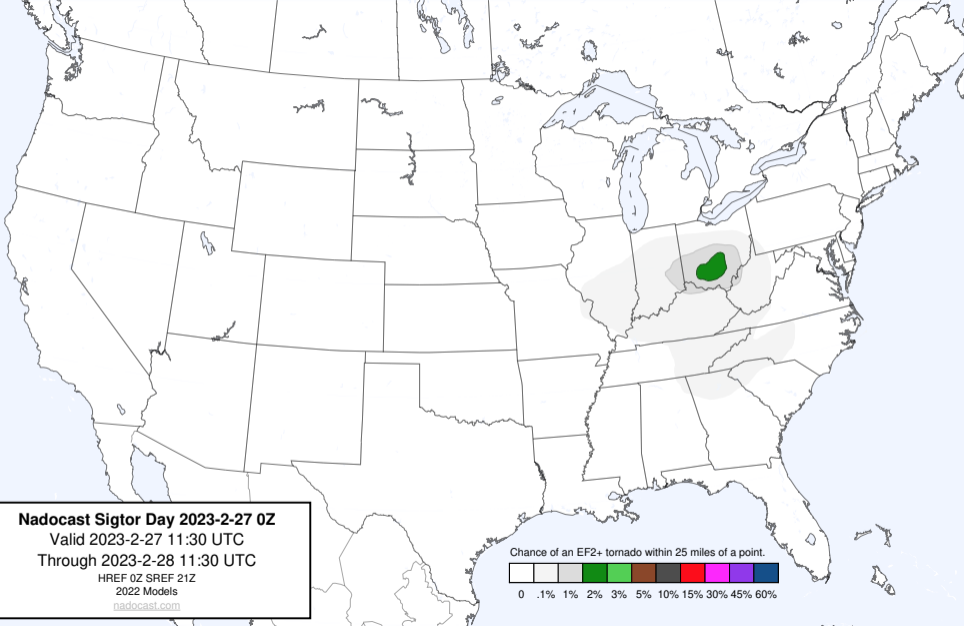 Nadocast Sigtor Day 2023-2-27 0Z
Valid 2023-2-27 11:30 UTC
Through 2023-2-28 11:30 UTC
HREF 0Z SREF 21Z
2022 Models
nadocast.com
Chance of an EF2+ tornado within 25 miles of a point.
0 .1% 1% 2% 3% 5% 10% 15% 30% 45% 60%